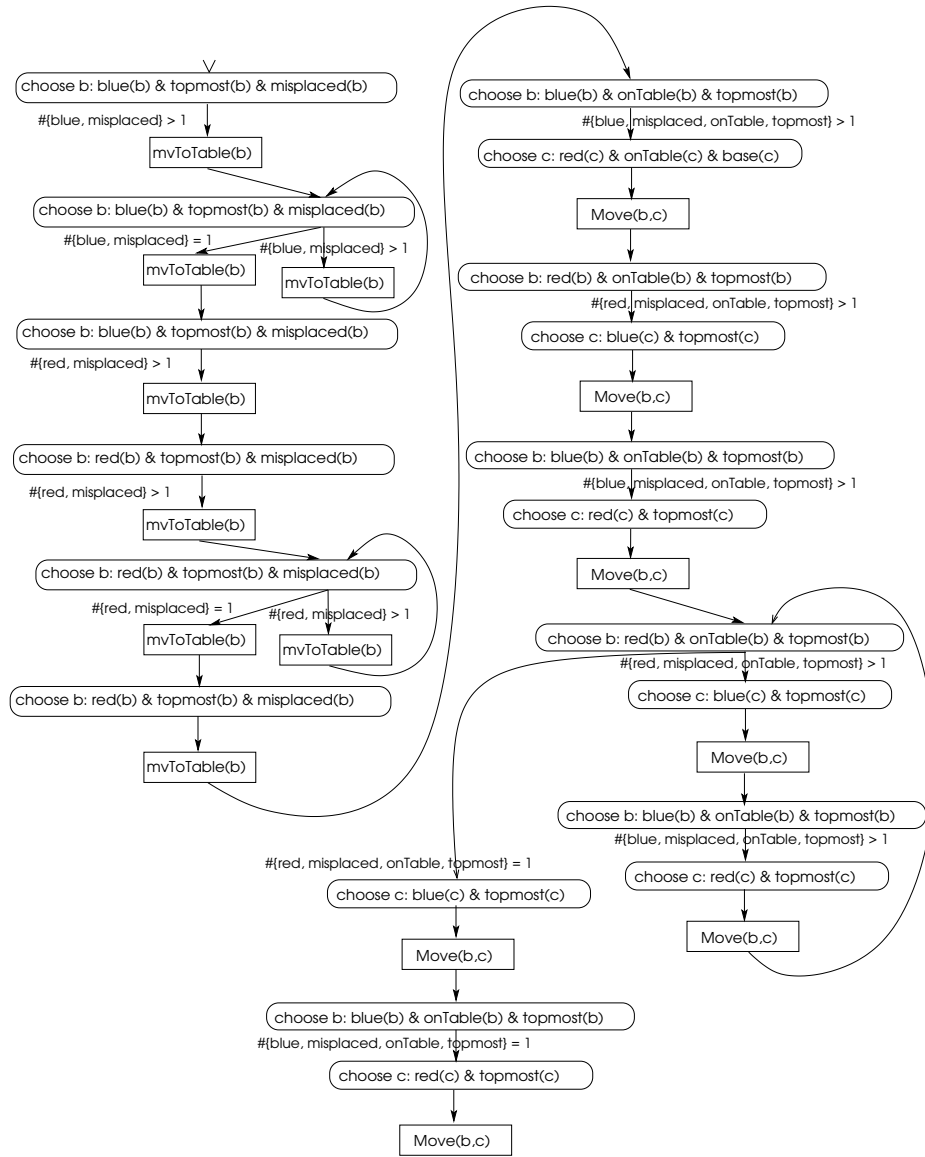 choose b: blue(b) & topmost(b) & misplaced(b)
#{blue, misplaced} > 1
mvToTable(b)
choose b: blue(b) & topmost(b) & misplaced(b)
#{blue, misplaced} = 1
#{blue, misplaced} > 1
mvToTable(b)
mvToTable(b)
choose b: blue(b) & topmost(b) & misplaced(b)
#{red, misplaced} > 1
mvToTable(b)
choose b: red(b) & topmost(b) & misplaced(b)
#{red, misplaced} > 1
mvToTable(b)
choose b: red(b) & topmost(b) & misplaced(b)
#{red, misplaced} = 1
#{red, misplaced} > 1
mvToTable(b)
mvToTable(b)
choose b: red(b) & topmost(b) & misplaced(b)
mvToTable(b)
choose b: blue(b) & onTable(b) & topmost(b)
#{blue, misplaced, onTable, topmost} > 1
choose c: red(c) & onTable(c) & base(c)
Move(b,c)
choose b: red(b) & onTable(b) & topmost(b)
#{red, misplaced, onTable, topmost} > 1
choose c: blue(c) & topmost(c)
Move(b,c)
choose b: blue(b) & onTable(b) & topmost(b)
#{blue, misplaced, onTable, topmost} > 1
choose c: red(c) & topmost(c)
Move(b,c)
choose b: red(b) & onTable(b) & topmost(b)
#{red, misplaced, onTable, topmost} > 1
choose c: blue(c) & topmost(c)
Move(b,c)
choose b: blue(b) & onTable(b) & topmost(b)
#{blue, misplaced, onTable, topmost} > 1
choose c: red(c) & topmost(c)
Move(b,c)
#{red, misplaced, onTable, topmost} = 1
choose c: blue(c) & topmost(c)
Move(b,c)
choose b: blue(b) & onTable(b) & topmost(b)
#{blue, misplaced, onTable, topmost} = 1
choose c: red(c) & topmost(c)
Move(b,c)